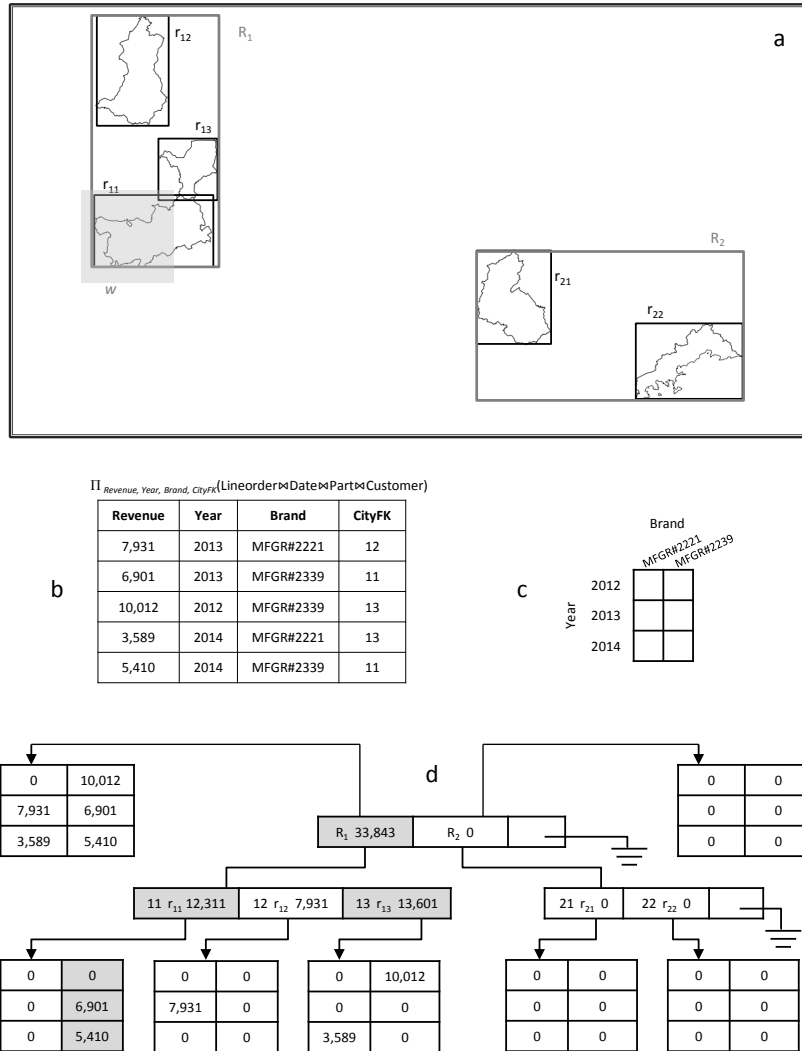 a
r12
R1
r13
r11
w
R2
r21
r22
Π Revenue, Year, Brand, CityFK(Lineorder⋈Date⋈Part⋈Customer)
b
Revenue Year Brand CityFK
7,931 2013 MFGR#2221 12
6,901 2013 MFGR#2339 11
10,012 2012 MFGR#2339 13
3,589 2014 MFGR#2221 13
5,410 2014 MFGR#2339 11
c
Brand
MFGR#2221
MFGR#2239
Year
2012
2013
2014
d
0 10,012
7,931 6,901
3,589 5,410
0 0
0 0
0 0
R1 33,843 R2 0
11 r11 12,311 12 r12 7,931 13 r13 13,601
21 r21 0 22 r22 0
0 0
0 6,901
0 5,410
0 0
7,931 0
0 0
0 10,012
0 0
3,589 0
0 0
0 0
0 0
0 0
0 0
0 0